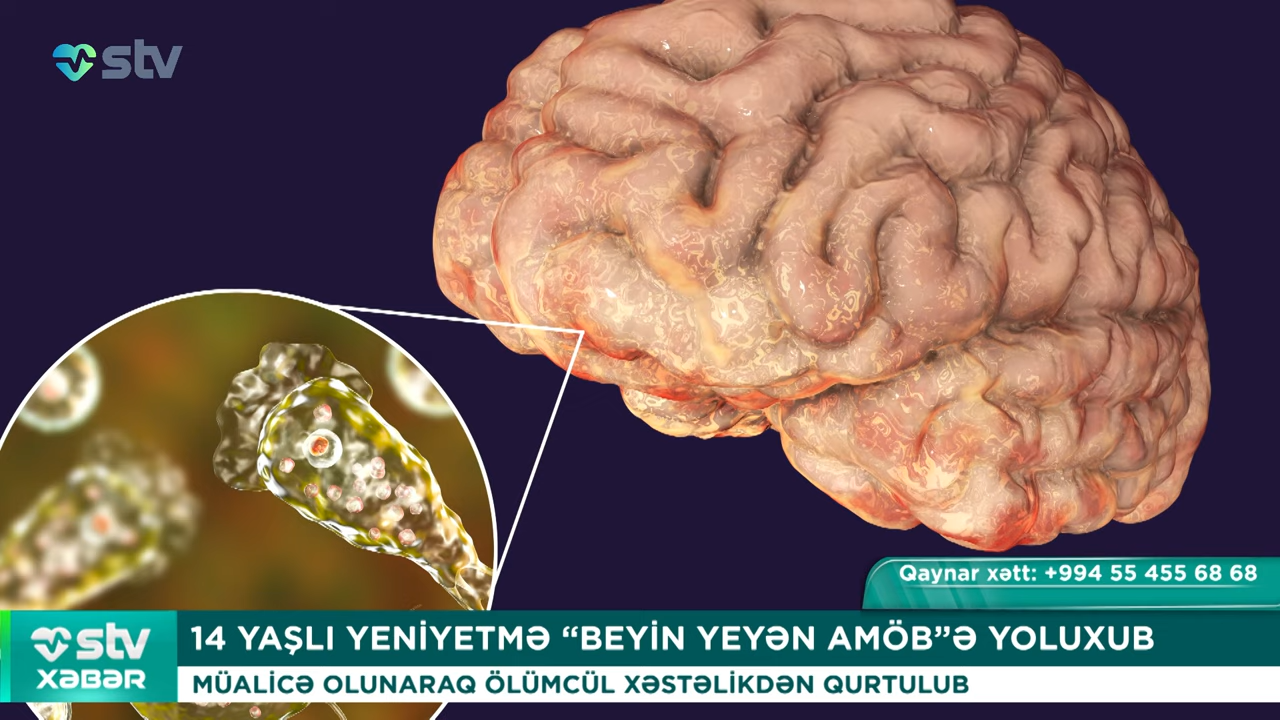 stv
Qaynar xətt: +994 55 455 68 68
stv
XƏBƏR
14 YAŞLI YENİYETMƏ “BEYİN YEYƏN AMÖB”Ə YOLUXUB
MÜALİCƏ OLUNARAQ ÖLÜMCÜL XƏSTƏLİKDƏN QURTULUB